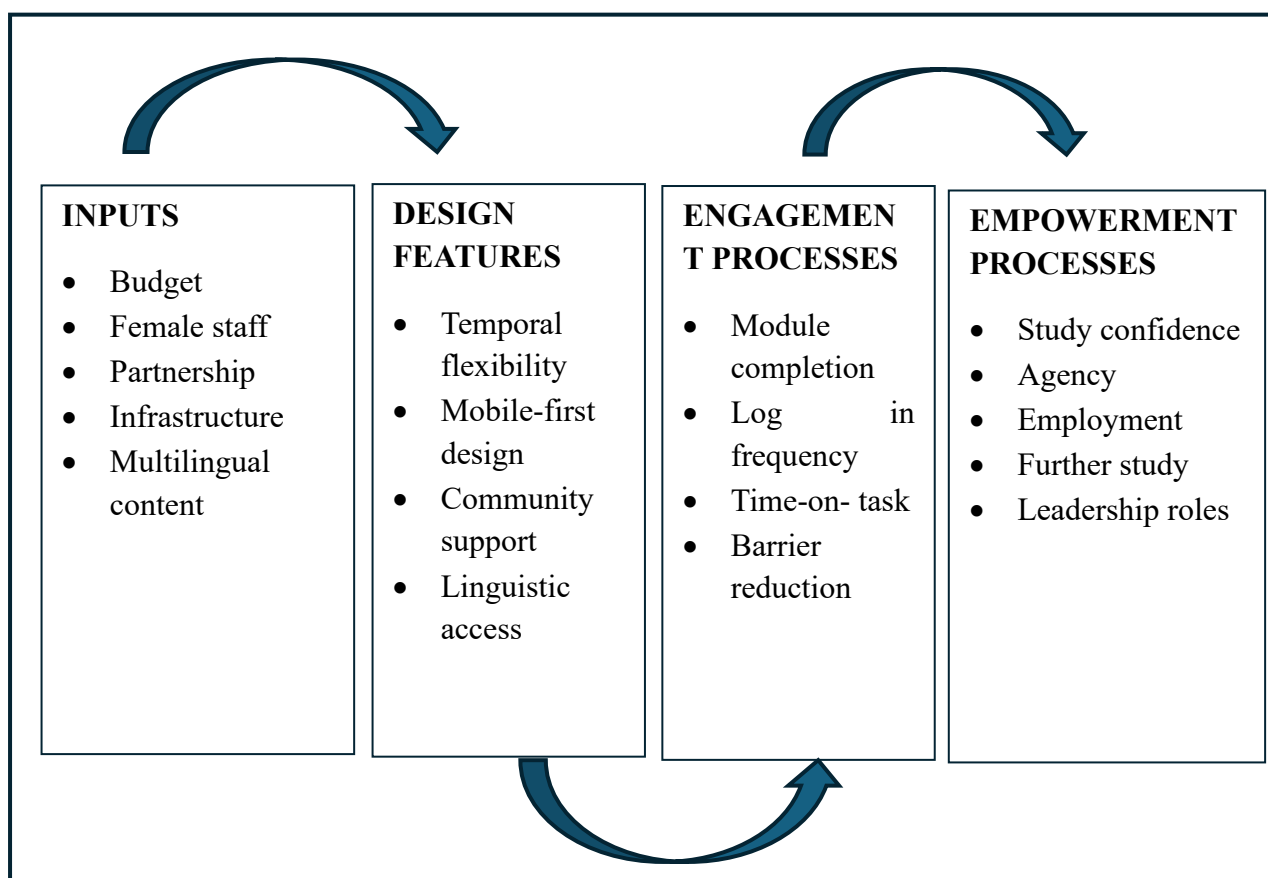 INPUTS
• Budget
• Female staff
• Partnership
• Infrastructure
• Multilingual
content
DESIGN
FEATURES
• Temporal
flexibility
• Mobile-first
design
• Community
support
• Linguistic
access
ENGAGEMEN
T PROCESSES
• Module
completion
• Log in
frequency
• Time-on- task
• Barrier
reduction
EMPOWERMENT
PROCESSES
• Study confidence
• Agency
• Employment
• Further study
• Leadership roles